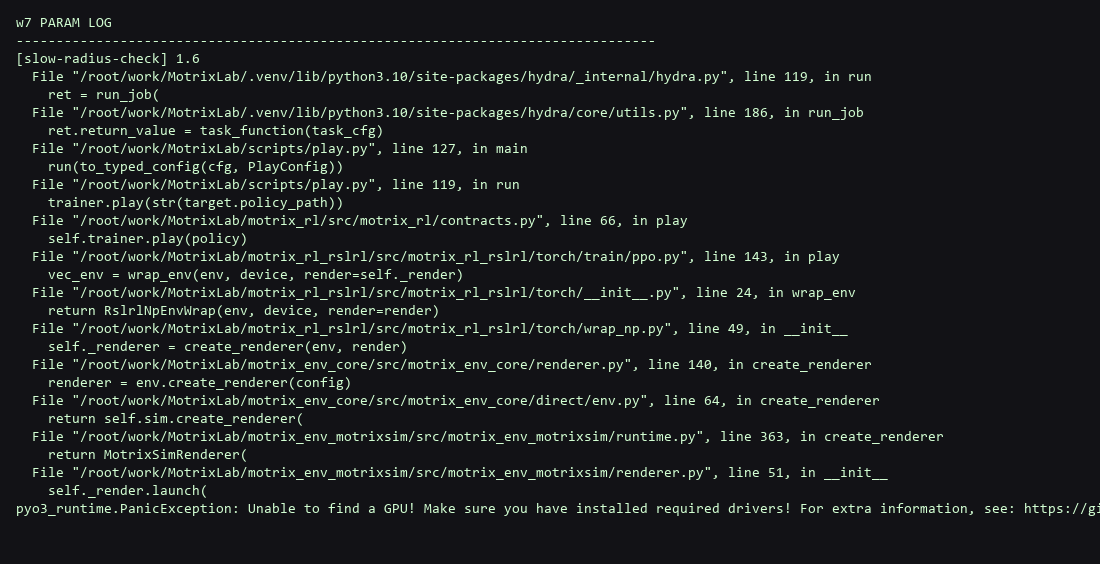 w7 PARAM LOG
--------------------------------------------------------------------------------
[slow-radius-check] 1.6
  File "/root/work/MotrixLab/.venv/lib/python3.10/site-packages/hydra/_internal/hydra.py", line 119, in run
    ret = run_job(
  File "/root/work/MotrixLab/.venv/lib/python3.10/site-packages/hydra/core/utils.py", line 186, in run_job
    ret.return_value = task_function(task_cfg)
  File "/root/work/MotrixLab/scripts/play.py", line 127, in main
    run(to_typed_config(cfg, PlayConfig))
  File "/root/work/MotrixLab/scripts/play.py", line 119, in run
    trainer.play(str(target.policy_path))
  File "/root/work/MotrixLab/motrix_rl/src/motrix_rl/contracts.py", line 66, in play
    self.trainer.play(policy)
  File "/root/work/MotrixLab/motrix_rl_rslrl/src/motrix_rl_rslrl/torch/train/ppo.py", line 143, in play
    vec_env = wrap_env(env, device, render=self._render)
  File "/root/work/MotrixLab/motrix_rl_rslrl/src/motrix_rl_rslrl/torch/__init__.py", line 24, in wrap_env
    return RslrlNpEnvWrap(env, device, render=render)
  File "/root/work/MotrixLab/motrix_rl_rslrl/src/motrix_rl_rslrl/torch/wrap_np.py", line 49, in __init__
    self._renderer = create_renderer(env, render)
  File "/root/work/MotrixLab/motrix_env_core/src/motrix_env_core/renderer.py", line 140, in create_renderer
    renderer = env.create_renderer(config)
  File "/root/work/MotrixLab/motrix_env_core/src/motrix_env_core/direct/env.py", line 64, in create_renderer
    return self.sim.create_renderer(
  File "/root/work/MotrixLab/motrix_env_motrixsim/src/motrix_env_motrixsim/runtime.py", line 363, in create_renderer
    return MotrixSimRenderer(
  File "/root/work/MotrixLab/motrix_env_motrixsim/src/motrix_env_motrixsim/renderer.py", line 51, in __init__
    self._render.launch(
pyo3_runtime.PanicException: Unable to find a GPU! Make sure you have installed required drivers! For extra information, see: https://gi